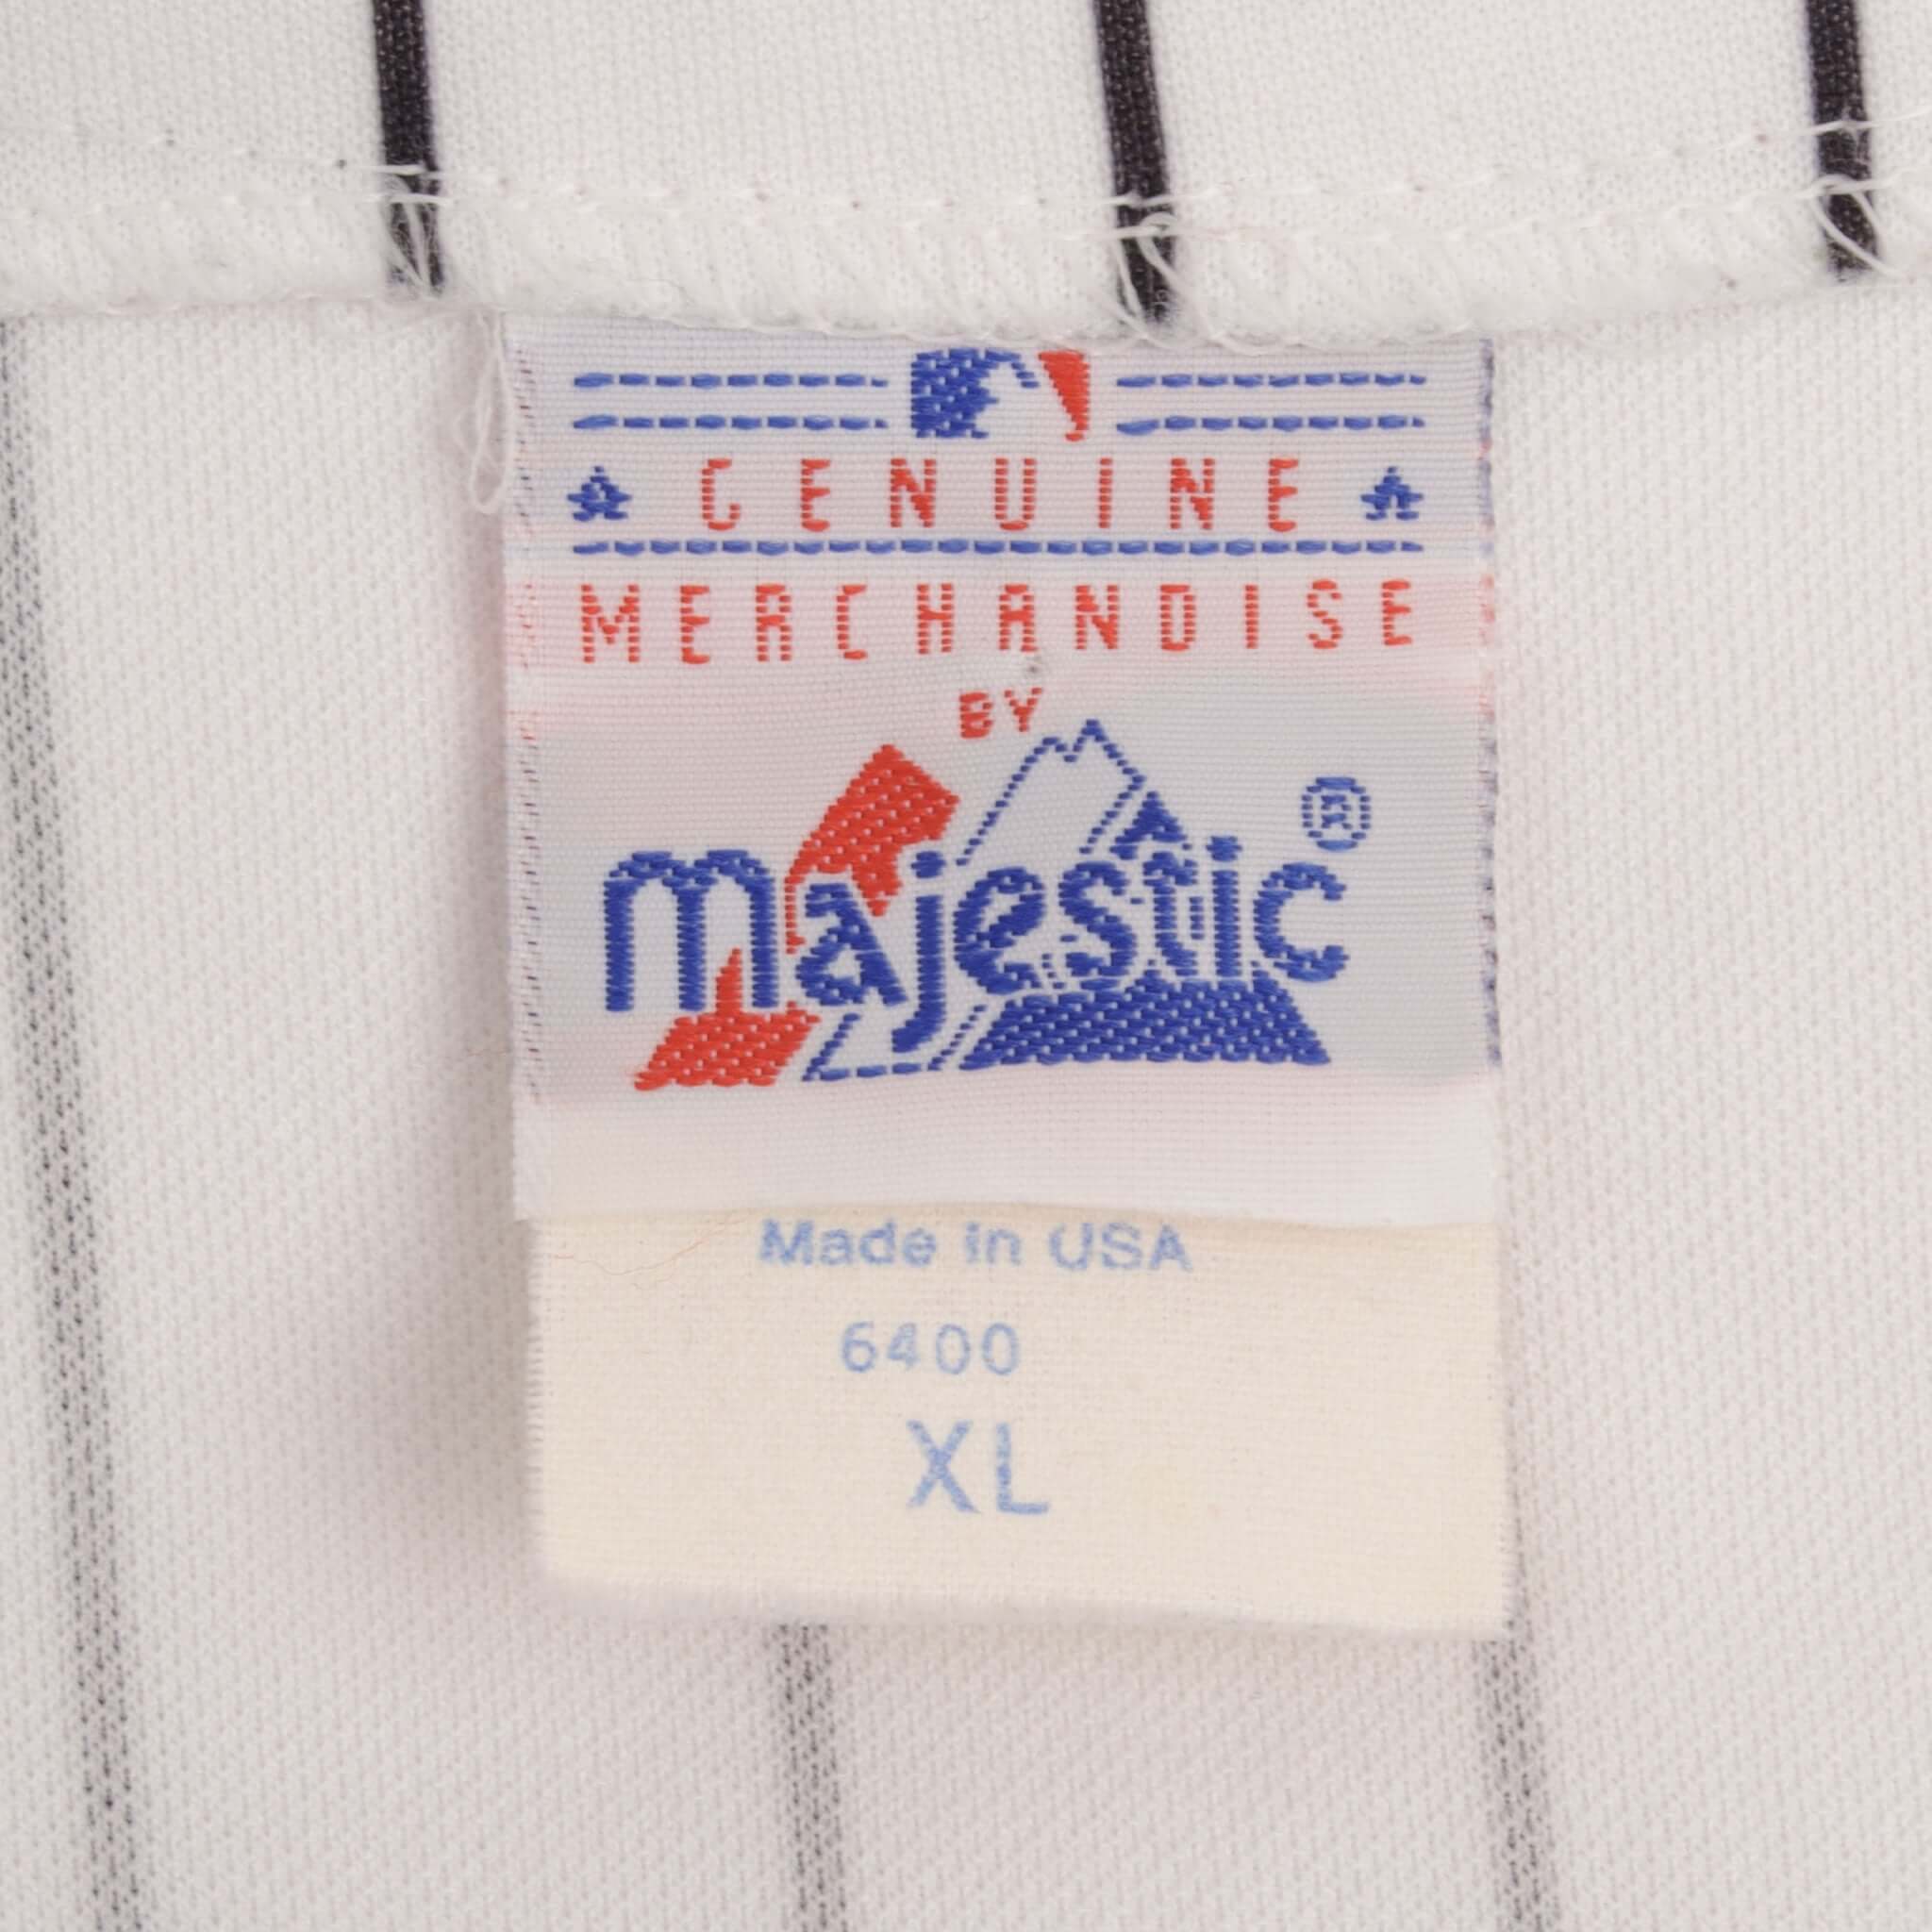 GENUINE
MERCHANDISE
BY
majestic ®
Made in USA
6400
XL